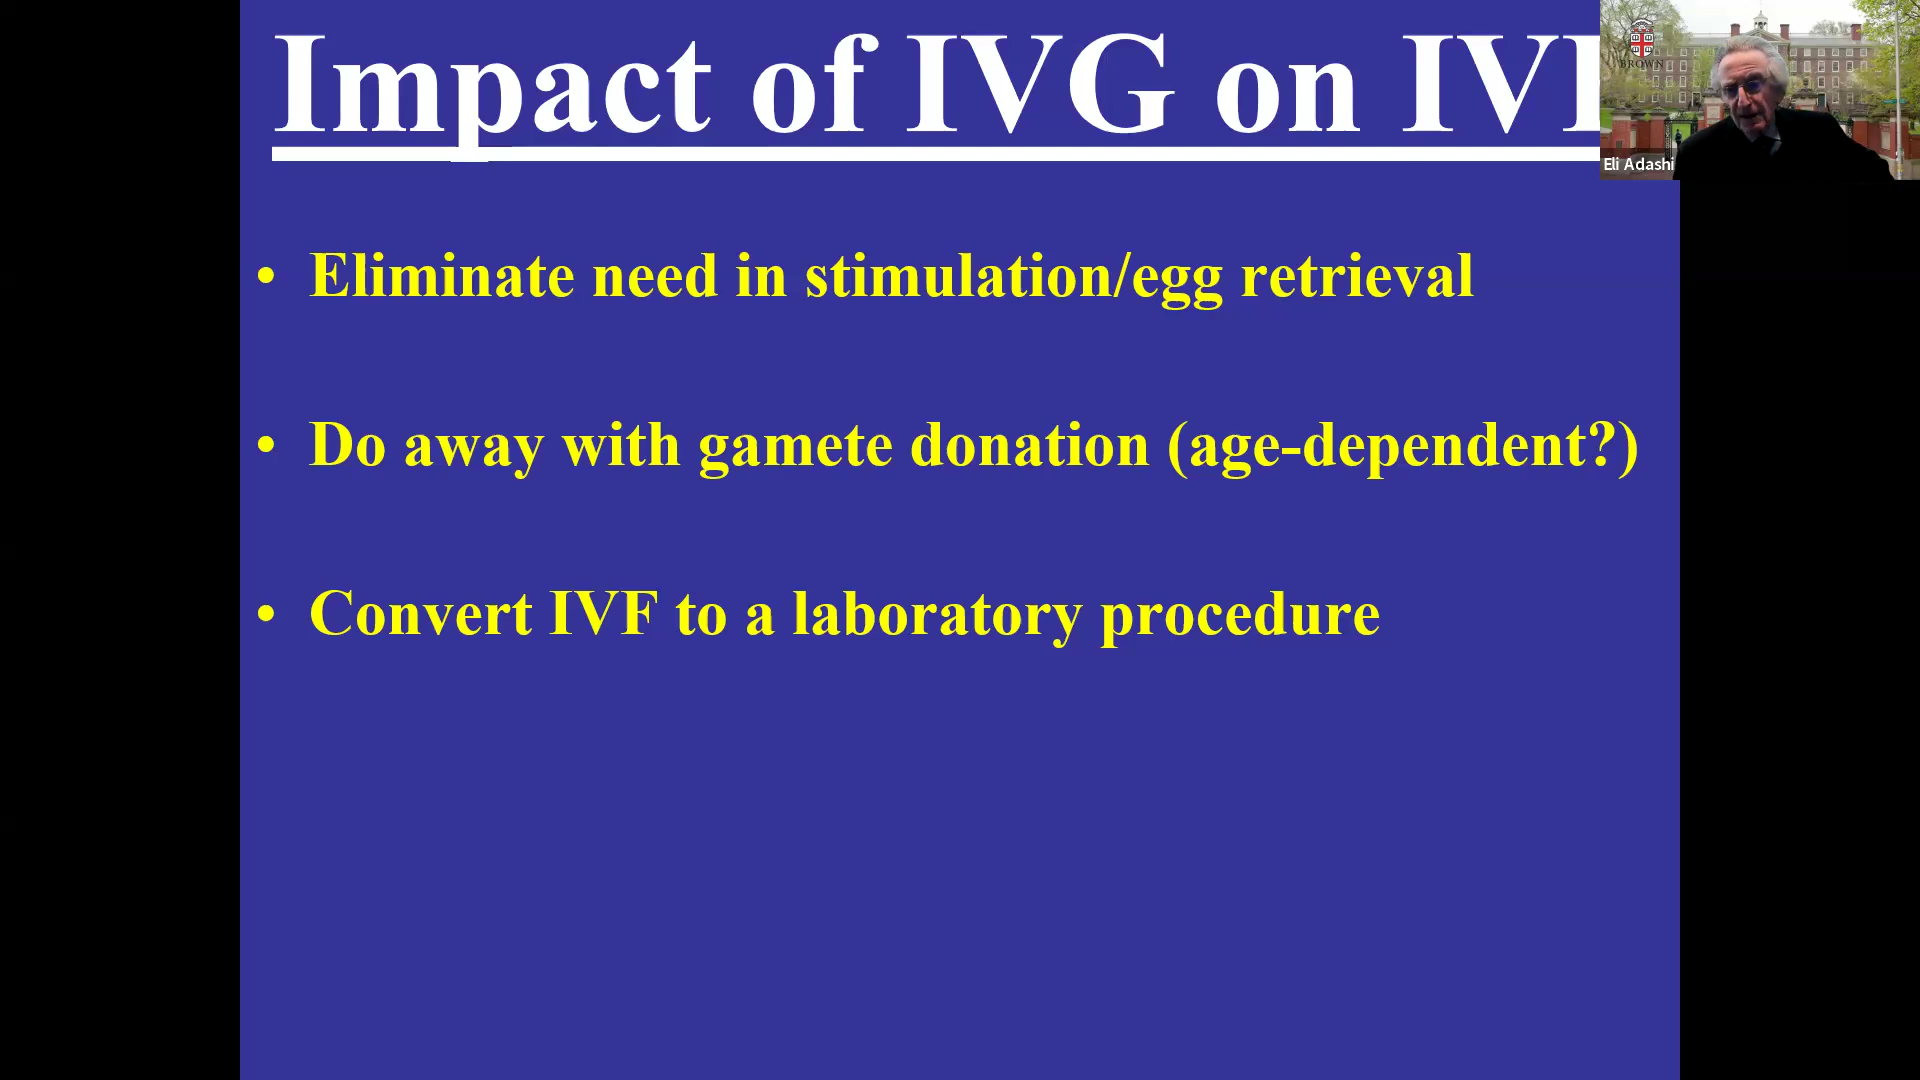 Impact of IVG on IVF
BROWN
Eli Adashi
• Eliminate need in stimulation/egg retrieval
• Do away with gamete donation (age-dependent?)
• Convert IVF to a laboratory procedure